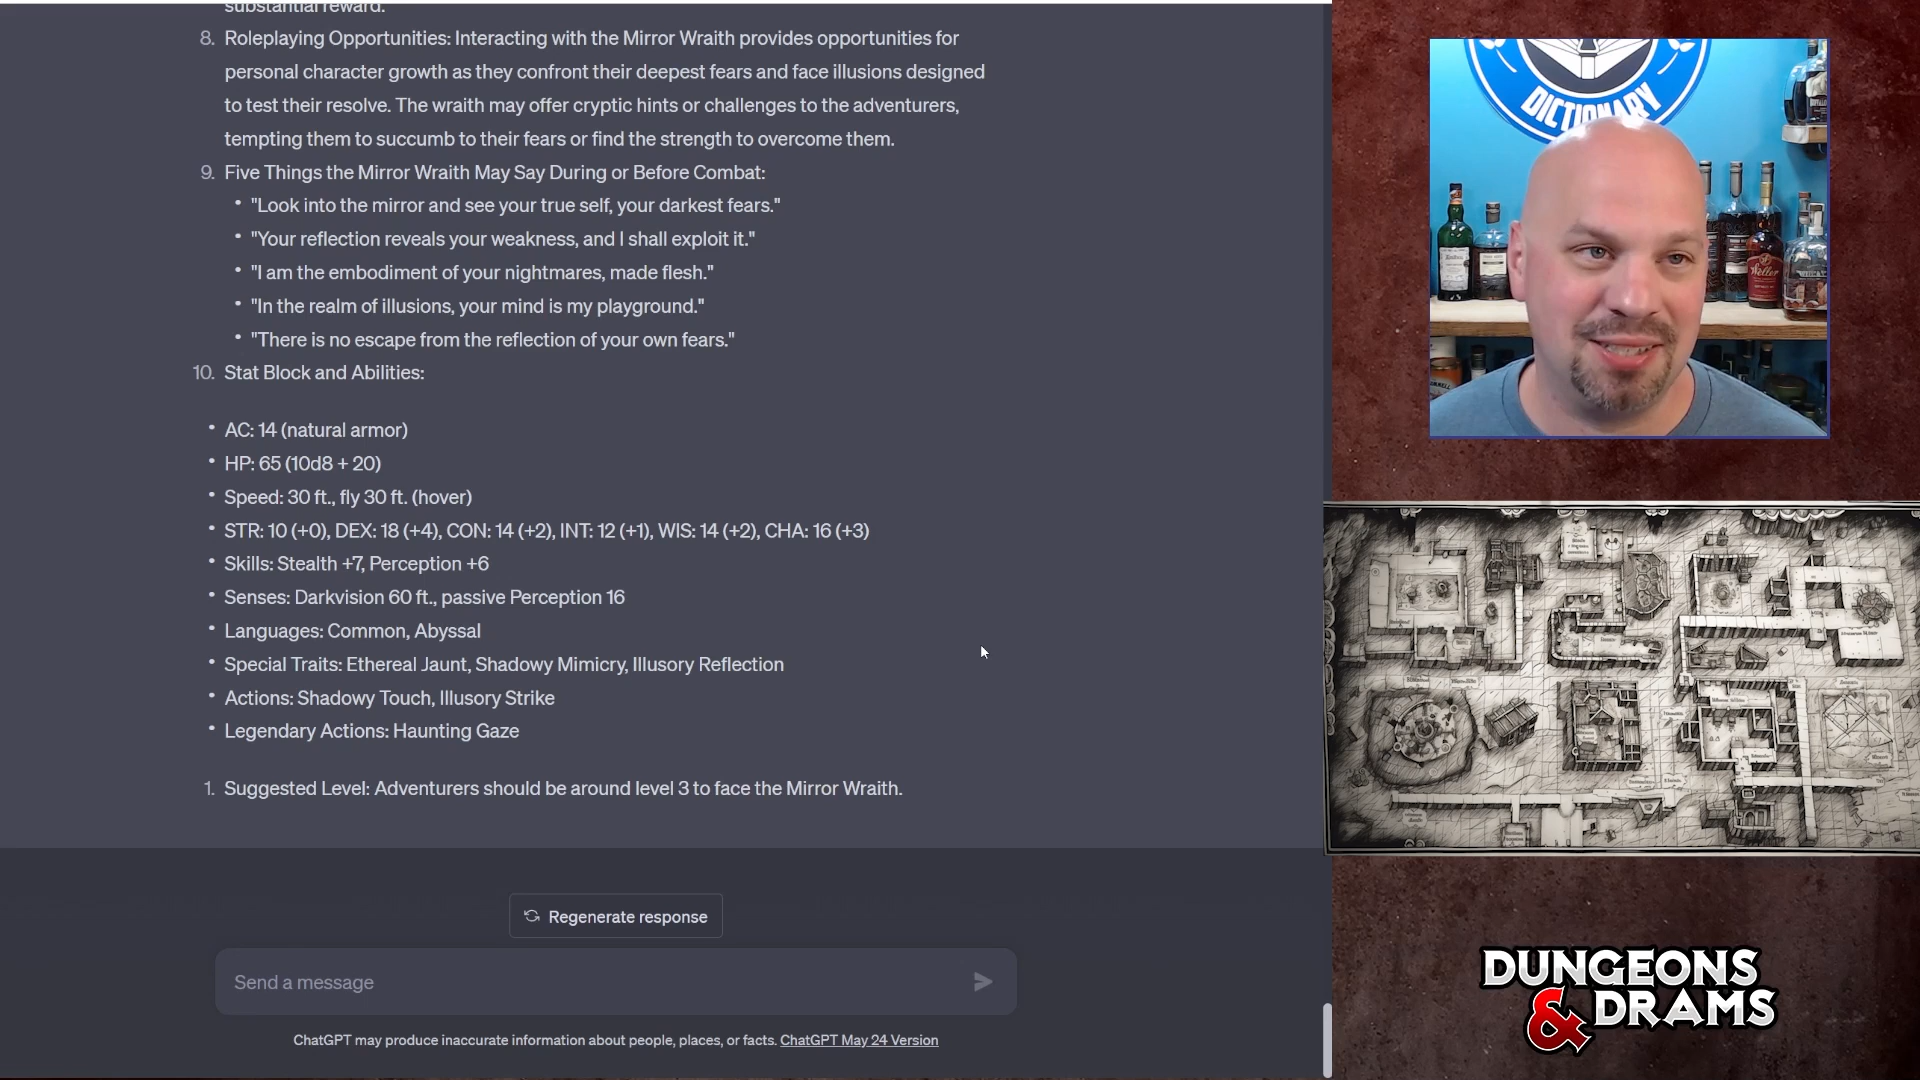 substantial reward.
8. Roleplaying Opportunities: Interacting with the Mirror Wraith provides opportunities for
personal character growth as they confront their deepest fears and face illusions designed
to test their resolve. The wraith may offer cryptic hints or challenges to the adventurers,
tempting them to succumb to their fears or find the strength to overcome them.
9. Five Things the Mirror Wraith May Say During or Before Combat:
• "Look into the mirror and see your true self, your darkest fears."
• "Your reflection reveals your weakness, and I shall exploit it."
• "I am the embodiment of your nightmares, made flesh."
• "In the realm of illusions, your mind is my playground."
• "There is no escape from the reflection of your own fears."
10. Stat Block and Abilities:
• AC: 14 (natural armor)
• HP: 65 (10d8 + 20)
• Speed: 30 ft., fly 30 ft. (hover)
• STR: 10 (+0), DEX: 18 (+4), CON: 14 (+2), INT: 12 (+1), WIS: 14 (+2), CHA: 16 (+3)
• Skills: Stealth +7, Perception +6
• Senses: Darkvision 60 ft., passive Perception 16
• Languages: Common, Abyssal
• Special Traits: Ethereal Jaunt, Shadowy Mimicry, Illusory Reflection
• Actions: Shadowy Touch, Illusory Strike
• Legendary Actions: Haunting Gaze
1. Suggested Level: Adventurers should be around level 3 to face the Mirror Wraith.
Regenerate response
Send a message
ChatGPT may produce inaccurate information about people, places, or facts. ChatGPT May 24 Version
DICTIONARY
Weller
DUNGEONS
& DRAMS